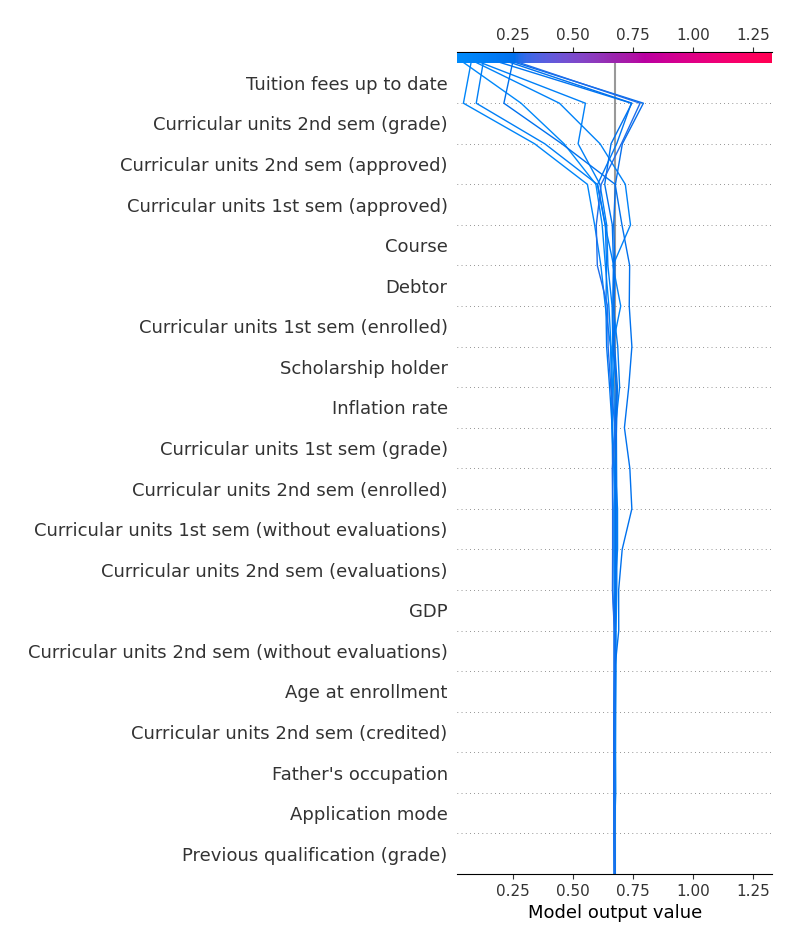 0.25 0.50 0.75 1.00 1.25
Tuition fees up to date
Curricular units 2nd sem (grade)
Curricular units 2nd sem (approved)
Curricular units 1st sem (approved)
Course
Debtor
Curricular units 1st sem (enrolled)
Scholarship holder
Inflation rate
Curricular units 1st sem (grade)
Curricular units 2nd sem (enrolled)
Curricular units 1st sem (without evaluations)
Curricular units 2nd sem (evaluations)
GDP
Curricular units 2nd sem (without evaluations)
Age at enrollment
Curricular units 2nd sem (credited)
Father's occupation
Application mode
Previous qualification (grade)
0.25 0.50 0.75 1.00 1.25
Model output value